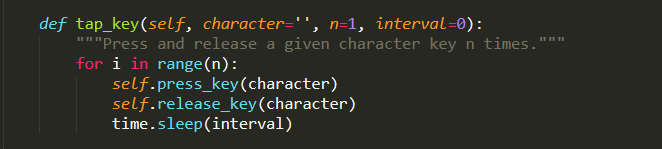 def tap_key(self, character='', n=1, interval=0):
    """Press and release a given character key n times."""
    for i in range(n):
        self.press_key(character)
        self.release_key(character)
        time.sleep(interval)